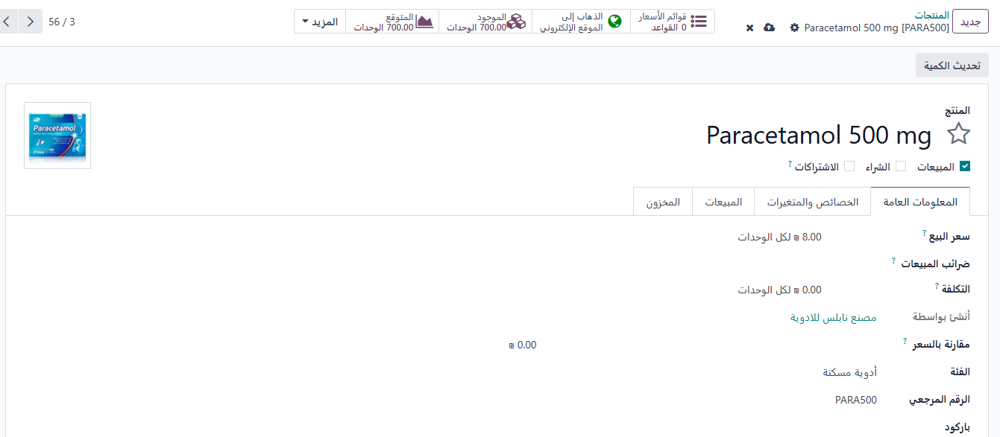 جديد
المنتجات
Paracetamol 500 mg [PARA500]
قوائم الأسعار
0 القواعد
الذهاب إلى
الموقع الإلكتروني
الموجود
700.00 الوحدات
المتوقع
700.00 الوحدات
المزيد
56 / 3
تحديث الكمية
المنتج
Paracetamol 500 mg
Paracetamol
المبيعات
الشراء
الاشتراكات ?
المعلومات العامة
الخصائص والمتغيرات
المبيعات
المخزون
سعر البيع ?
8.00 ₪ لكل الوحدات
ضرائب المبيعات ?
التكلفة ?
0.00 ₪ لكل الوحدات
أنشئ بواسطة
مصنع نابلس للادوية
مقارنة بالسعر ?
0.00 ₪
الفئة
أدوية مسكنة
الرقم المرجعي
PARA500
باركود